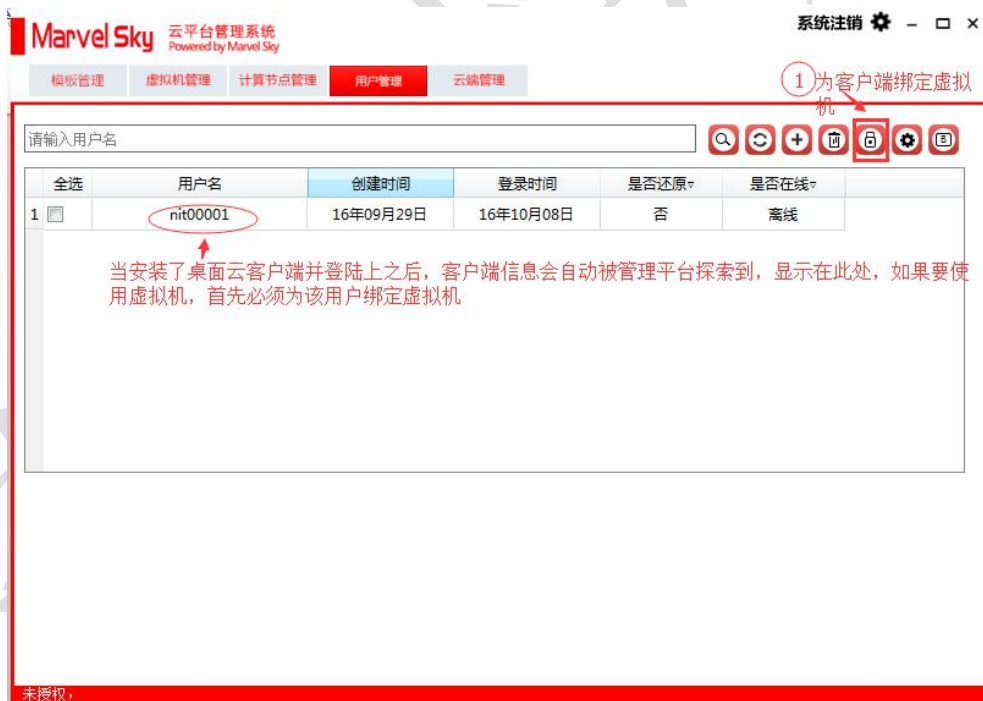 Marvel Sky 云平台管理系统
Powered by Marvel Sky
系统注销
模板管理 虚拟机管理 计算节点管理 用户管理 云端管理
1 为客户端绑定虚拟
机
请输入用户名
全选 用户名 创建时间 登录时间 是否还原 是否在线
1 nit00001 16年09月29日 16年10月08日 否 离线
当安装了桌面云客户端并登陆上之后，客户端信息会自动被管理平台探索到，显示在此处，如果要使
用虚拟机，首先必须为该用户绑定虚拟机
未授权，